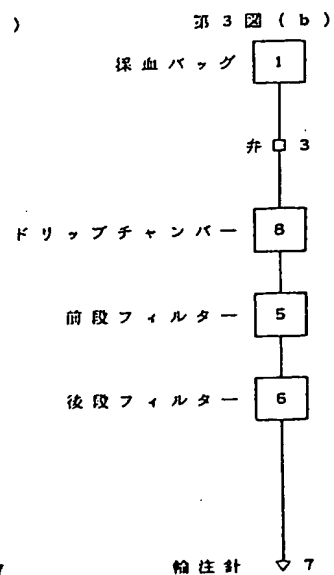 )
第3図(b)
採血バッグ 1
弁 3
ドリップチャンバー 8
前段フィルター 5
後段フィルター 6
輸注針 7